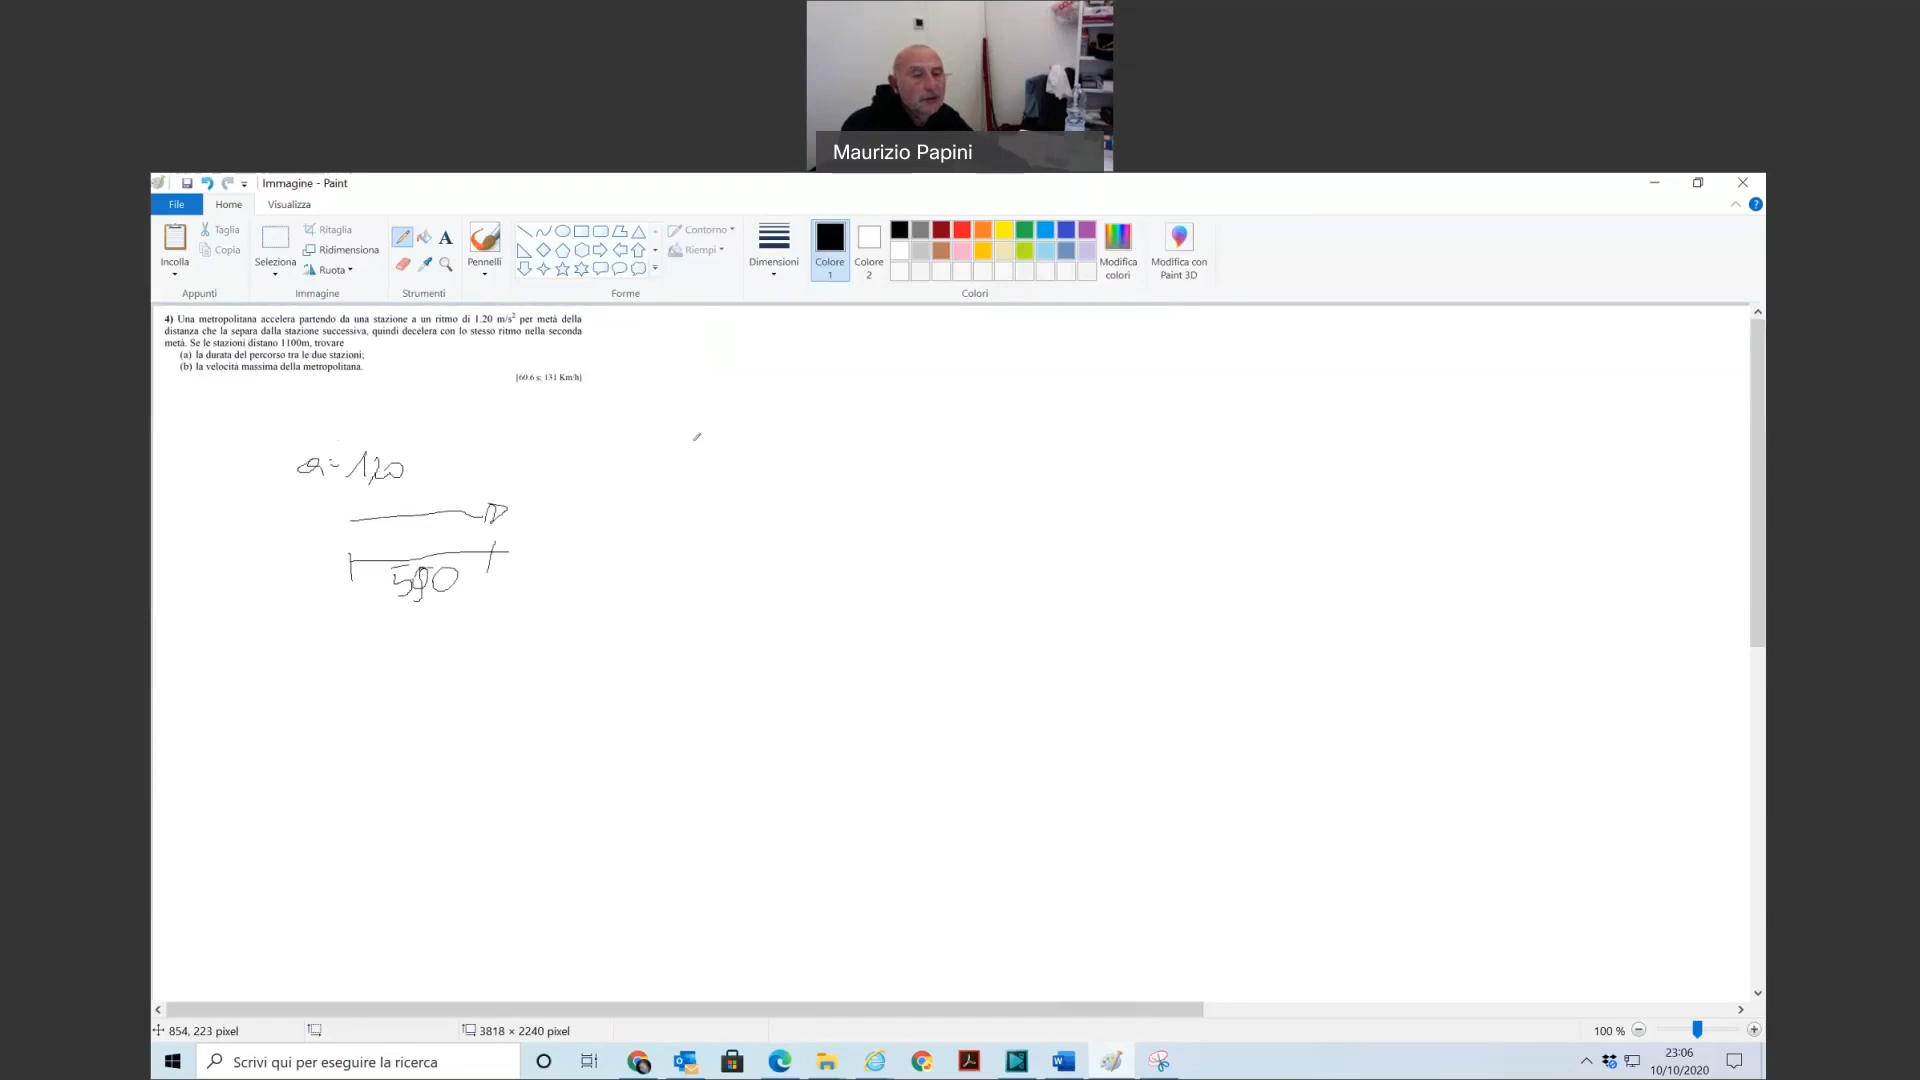 Maurizio Papini
Immagine - Paint
File Home Visualizza
Incolla
Taglia
Copia
Appunti
Seleziona
Ritaglia
Ridimensiona
Ruota
Immagine
Strumenti
Pennelli
Forme
Contorno
Riempi
Dimensioni
Colore 1
Colore 2
Colori
Modifica colori
Modifica con Paint 3D
4) Una metropolitana accelera partendo da una stazione a un ritmo di 1.20 m/s² per metà della
distanza che la separa dalla stazione successiva, quindi decelera con lo stesso ritmo nella seconda
metà. Se le stazioni distano 1100m, trovare
(a) la durata del percorso tra le due stazioni;
(b) la velocità massima della metropolitana.
[60.6 s; 131 Km/h]
a = 1,20
854, 223 pixel
3818 × 2240 pixel
100 %
Scrivi qui per eseguire la ricerca
23:06
10/10/2020